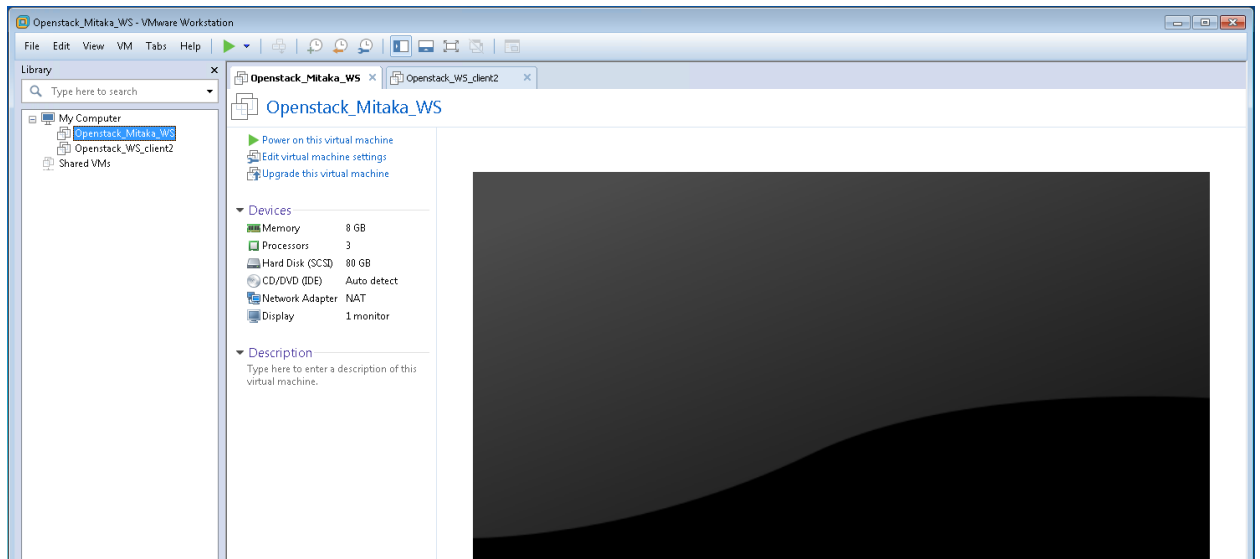 Openstack_Mitaka_WS - VMware Workstation
File Edit View VM Tabs Help
Library
Type here to search
My Computer
Openstack_Mitaka_WS
Openstack_WS_client2
Shared VMs
Openstack_Mitaka_WS Openstack_WS_client2
Openstack_Mitaka_WS
Power on this virtual machine
Edit virtual machine settings
Upgrade this virtual machine
Devices
Memory 8 GB
Processors 3
Hard Disk (SCSI) 80 GB
CD/DVD (IDE) Auto detect
Network Adapter NAT
Display 1 monitor
Description
Type here to enter a description of this
virtual machine.